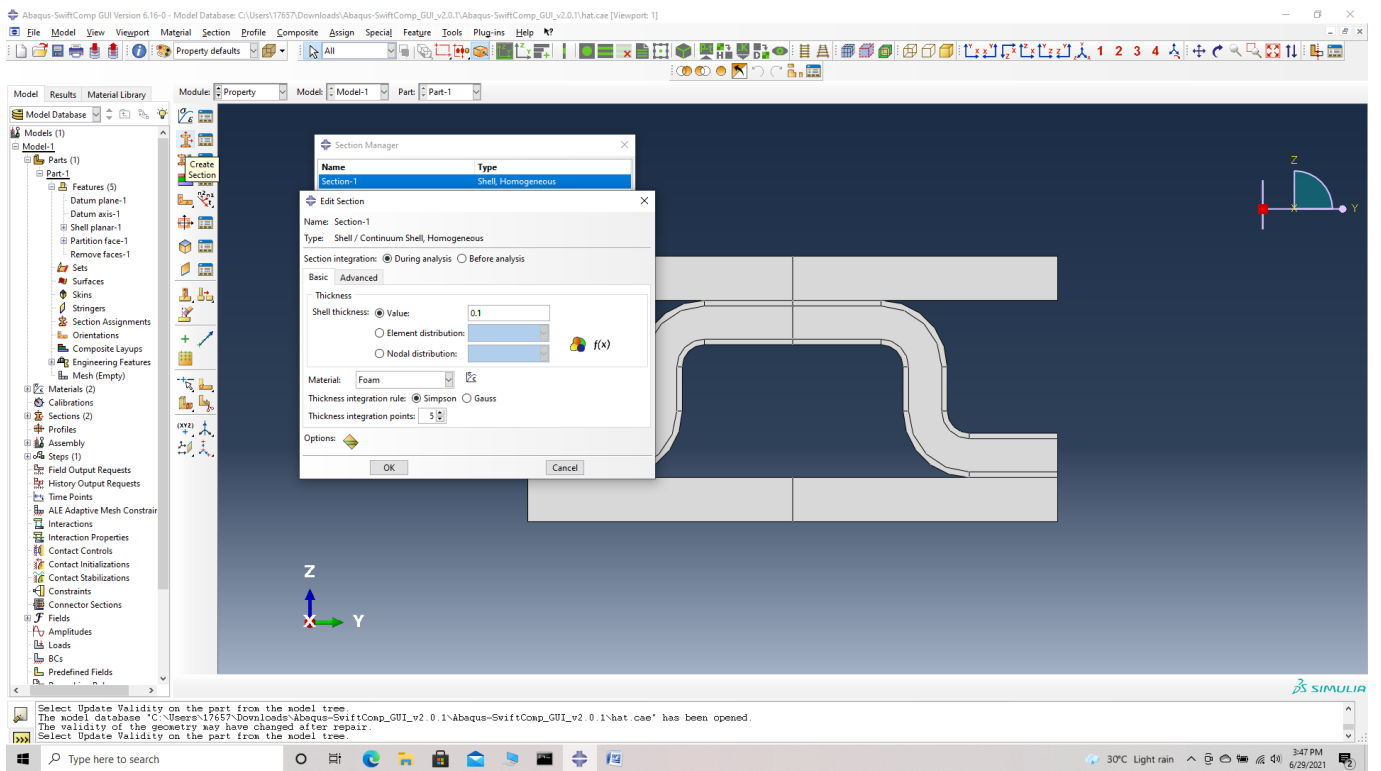 Abaqus-SwiftComp GUI Version 6.16-0 - Model Database: C:\Users\17657\Downloads\Abaqus-SwiftComp_GUI_v2.0.1\Abaqus-SwiftComp_GUI_v2.0.1\hat.cae [Viewport: 1]
File Model View Viewport Material Section Profile Composite Assign Special Feature Tools Plug-ins Help
Property defaults All 1 2 3 4
Model Results Material Library Module: Property Model: Model-1 Part: Part-1
Model Database
Models (1)
Model-1
Parts (1)
Part-1
Features (5)
Datum plane-1
Datum axis-1
Shell planar-1
Partition face-1
Remove faces-1
Sets
Surfaces
Skins
Stringers
Section Assignments
Orientations
Composite Layups
Engineering Features
Mesh (Empty)
Materials (2)
Calibrations
Sections (2)
Profiles
Assembly
Steps (1)
Field Output Requests
History Output Requests
Time Points
ALE Adaptive Mesh Constrair
Interactions
Interaction Properties
Contact Controls
Contact Initializations
Contact Stabilizations
Constraints
Connector Sections
Fields
Amplitudes
Loads
BCs
Predefined Fields
Create
Section
Section Manager
Name Type
Section-1 Shell, Homogeneous
Edit Section
Name: Section-1
Type: Shell / Continuum Shell, Homogeneous
Section integration: During analysis Before analysis
Basic Advanced
Thickness
Shell thickness: Value: 0.1
Element distribution:
Nodal distribution:
f(x)
Material: Foam
Thickness integration rule: Simpson Gauss
Thickness integration points: 5
Options:
OK Cancel
Z
X Y
Z
X Y
SIMULIA
Select Update Validity on the part from the model tree.
The model database "C:\Users\17657\Downloads\Abaqus-SwiftComp_GUI_v2.0.1\Abaqus-SwiftComp_GUI_v2.0.1\hat.cae" has been opened.
The validity of the geometry may have changed after repair.
Select Update Validity on the part from the model tree.
Type here to search
30°C Light rain
3:47 PM
6/29/2021
2